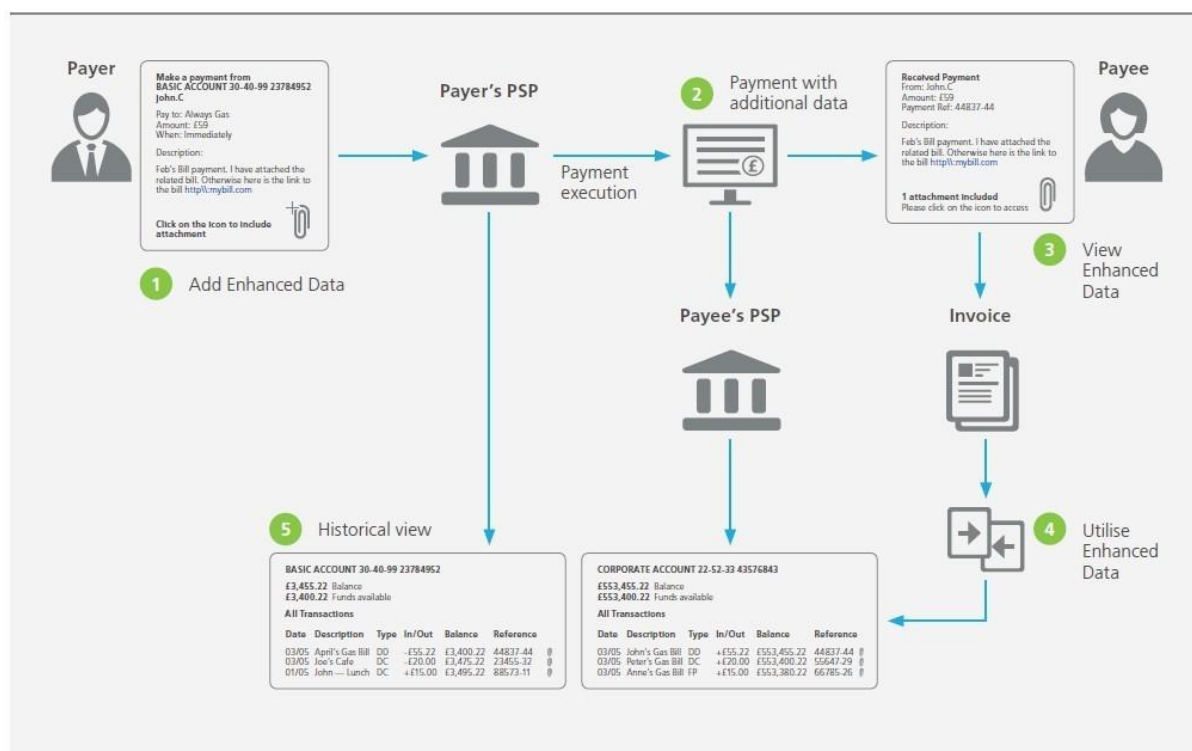 Payer
Make a payment from
BASIC ACCOUNT 30-40-99 23784952
John.C
Pay to: Always Gas
Amount: £59
When: Immediately
Description:
Feb's Bill payment. I have attached the
related bill. Otherwise here is the link to
the bill http\\:mybill.com
Click on the icon to include
attachment
1 Add Enhanced Data
Payer's PSP
Payment
execution
2 Payment with
additional data
£
Received Payment
From: John.C
Amount: £59
Payment Ref: 44837-44
Description:
Feb's Bill payment. I have attached the
related bill. Otherwise here is the link to
the bill http\\:mybill.com
1 attachment included
Please click on the icon to access
Payee
3 View
Enhanced
Data
Payee's PSP
Invoice
4 Utilise
Enhanced
Data
5 Historical view
BASIC ACCOUNT 30-40-99 23784952
£3,455.22 Balance
£3,400.22 Funds available
All Transactions
Date Description Type In/Out Balance Reference
03/05 April's Gas Bill DD -£55.22 £3,400.22 44837-44
03/05 Joe's Cafe DC -£20.00 £3,475.22 23455-32
01/05 John — Lunch DC +£15.00 £3,495.22 88573-11
CORPORATE ACCOUNT 22-52-33 43576843
£553,455.22 Balance
£553,400.22 Funds available
All Transactions
Date Description Type In/Out Balance Reference
03/05 John's Gas Bill DD +£55.22 £553,455.22 44837-44
03/05 Peter's Gas Bill DC +£20.00 £553,400.22 55647-29
03/05 Anne's Gas Bill FP +£15.00 £553,380.22 66785-26